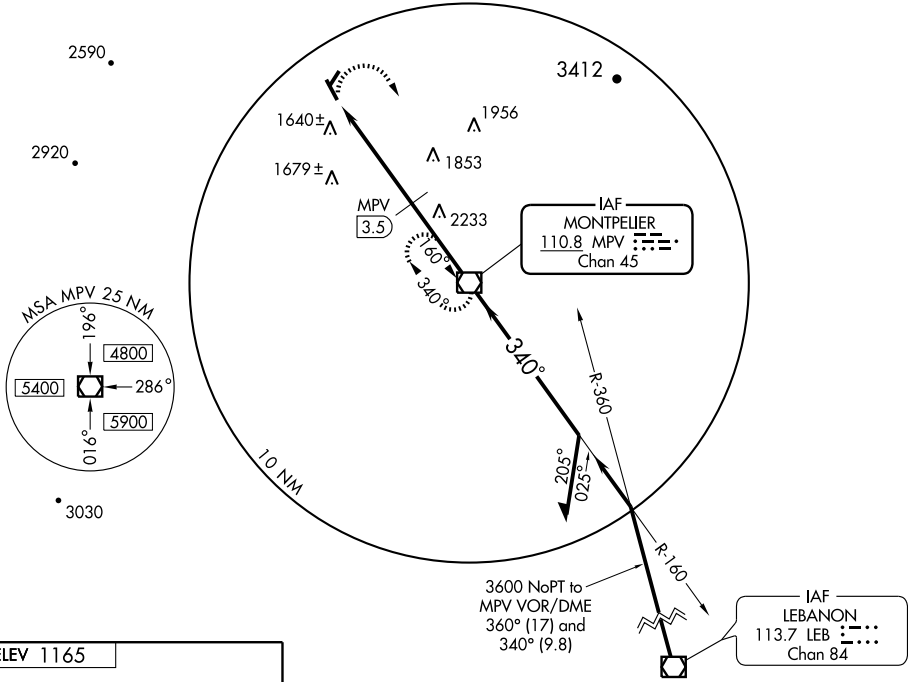 2590
3412
1956
1640±
2920
1853
1679±
MPV
3.5
2233
IAF
MONTPELIER
110.8 MPV
Chan 45
160°
340°
MSA MPV 25 NM
196°
4800
5400
286°
5900
016°
340°
R-360
10 NM
205°
025°
3030
R-160
3600 NoPT to
MPV VOR/DME
360° (17) and
340° (9.8)
IAF
LEBANON
113.7 LEB
Chan 84
ELEV 1165